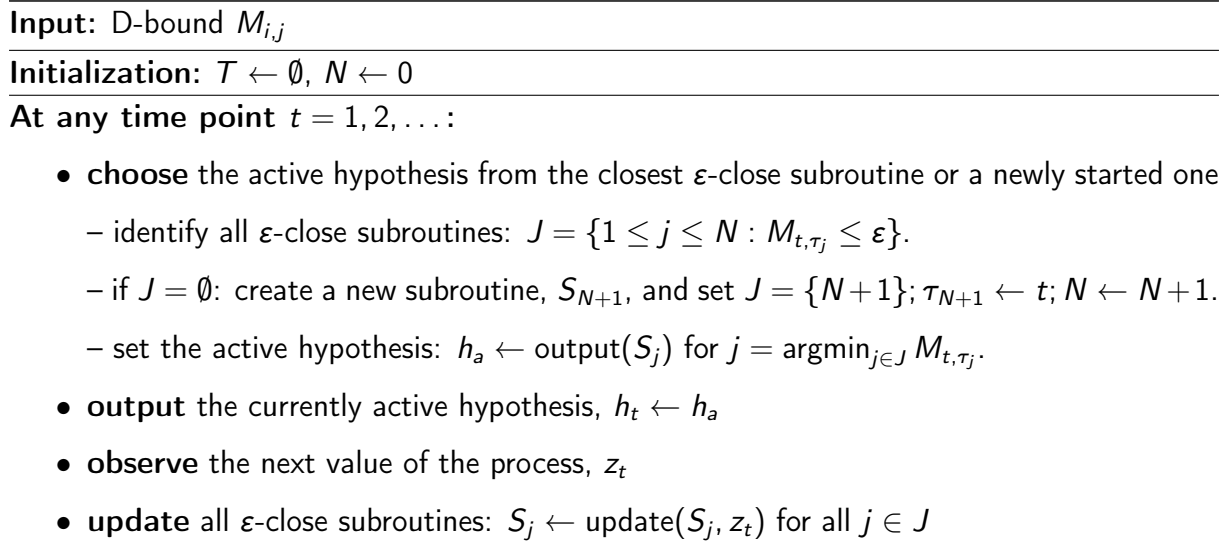 Input: D-bound M_{i,j}
Initialization: T ← ∅, N ← 0
At any time point t = 1, 2, . . . :
• choose the active hypothesis from the closest ε-close subroutine or a newly started one
– identify all ε-close subroutines: J = {1 ≤ j ≤ N : M_{t,τ_j} ≤ ε}.
– if J = ∅: create a new subroutine, S_{N+1}, and set J = {N+1}; τ_{N+1} ← t; N ← N+1.
– set the active hypothesis: h_a ← output(S_j) for j = argmin_{j∈J} M_{t,τ_j}.
• output the currently active hypothesis, h_t ← h_a
• observe the next value of the process, z_t
• update all ε-close subroutines: S_j ← update(S_j, z_t) for all j ∈ J